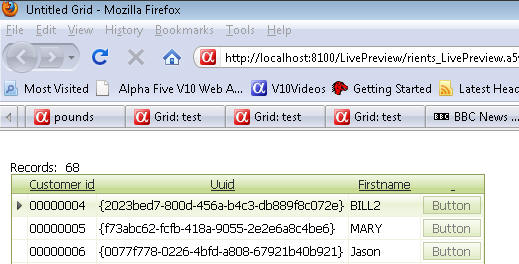 Untitled Grid - Mozilla Firefox
File Edit View History Bookmarks Tools Help
http://localhost:8100/LivePreview/rients_LivePreview.a5w
Most Visited Alpha Five V10 Web A... V10Videos Getting Started Latest Head
pounds Grid: test Grid: test Grid: test BBC BBC News ...
Records: 68
Customer id Uuid Firstname
00000004 {2023bed7-800d-456a-b4c3-db889f8c072e} BILL2 Button
00000005 {f73abc62-fcfb-418a-9055-2e2e6a8c4be6} MARY Button
00000006 {0077f778-0226-4bfd-a808-67921b40b921} Jason Button